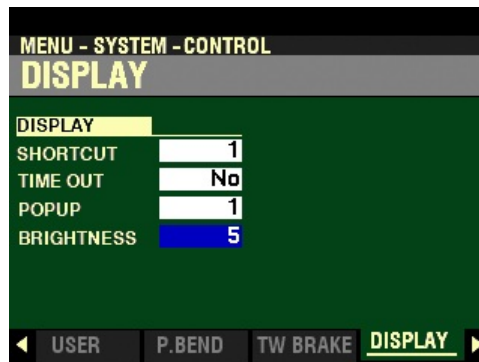 MENU - SYSTEM - CONTROL
DISPLAY
DISPLAY
SHORTCUT 1
TIME OUT No
POPUP 1
BRIGHTNESS 5
USER P.BEND TW BRAKE DISPLAY